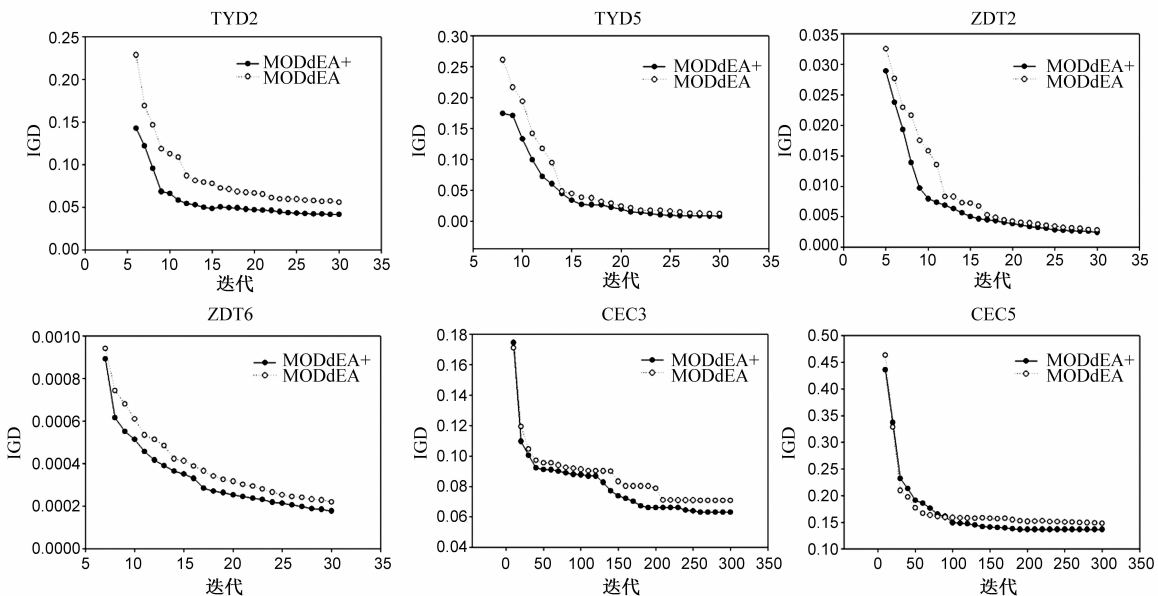 TYD2
0.25
0.20
0.15
0.10
0.05
0.00
IGD
MODdEA+
MODdEA
0 5 10 15 20 25 30 35
迭代
TYD5
0.30
0.25
0.20
0.15
0.10
0.05
0.00
IGD
MODdEA+
MODdEA
5 10 15 20 25 30 35
迭代
ZDT2
0.035
0.030
0.025
0.020
0.015
0.010
0.005
0.000
IGD
MODdEA+
MODdEA
0 5 10 15 20 25 30 35
迭代
ZDT6
0.0010
0.0008
0.0006
0.0004
0.0002
0.0000
IGD
MODdEA+
MODdEA
5 10 15 20 25 30 35
迭代
CEC3
0.18
0.16
0.14
0.12
0.10
0.08
0.06
0.04
IGD
MODdEA+
MODdEA
0 50 100 150 200 250 300 350
迭代
CEC5
0.50
0.45
0.40
0.35
0.30
0.25
0.20
0.15
0.10
IGD
MODdEA+
MODdEA
0 50 100 150 200 250 300 350
迭代